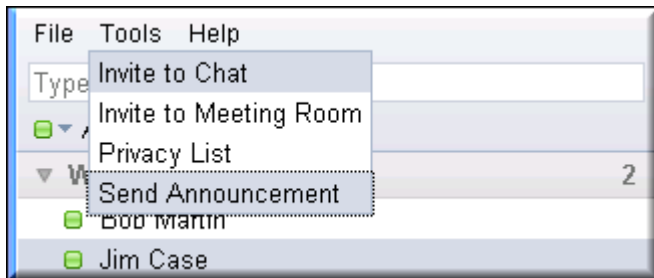 File Tools Help
Type
Invite to Chat
Invite to Meeting Room
Privacy List
2
Send Announcement
Bob Martin
Jim Case